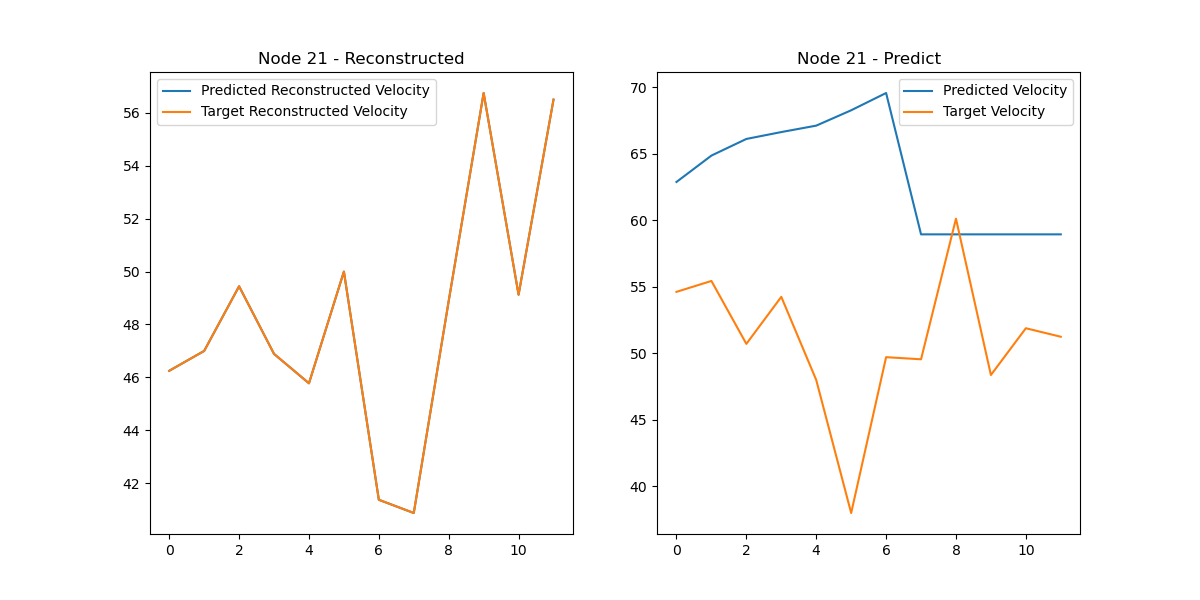 Node 21 - Reconstructed
Predicted Reconstructed Velocity
Target Reconstructed Velocity
56
54
52
50
48
46
44
42
0 2 4 6 8 10
Node 21 - Predict
Predicted Velocity
Target Velocity
70
65
60
55
50
45
40
0 2 4 6 8 10